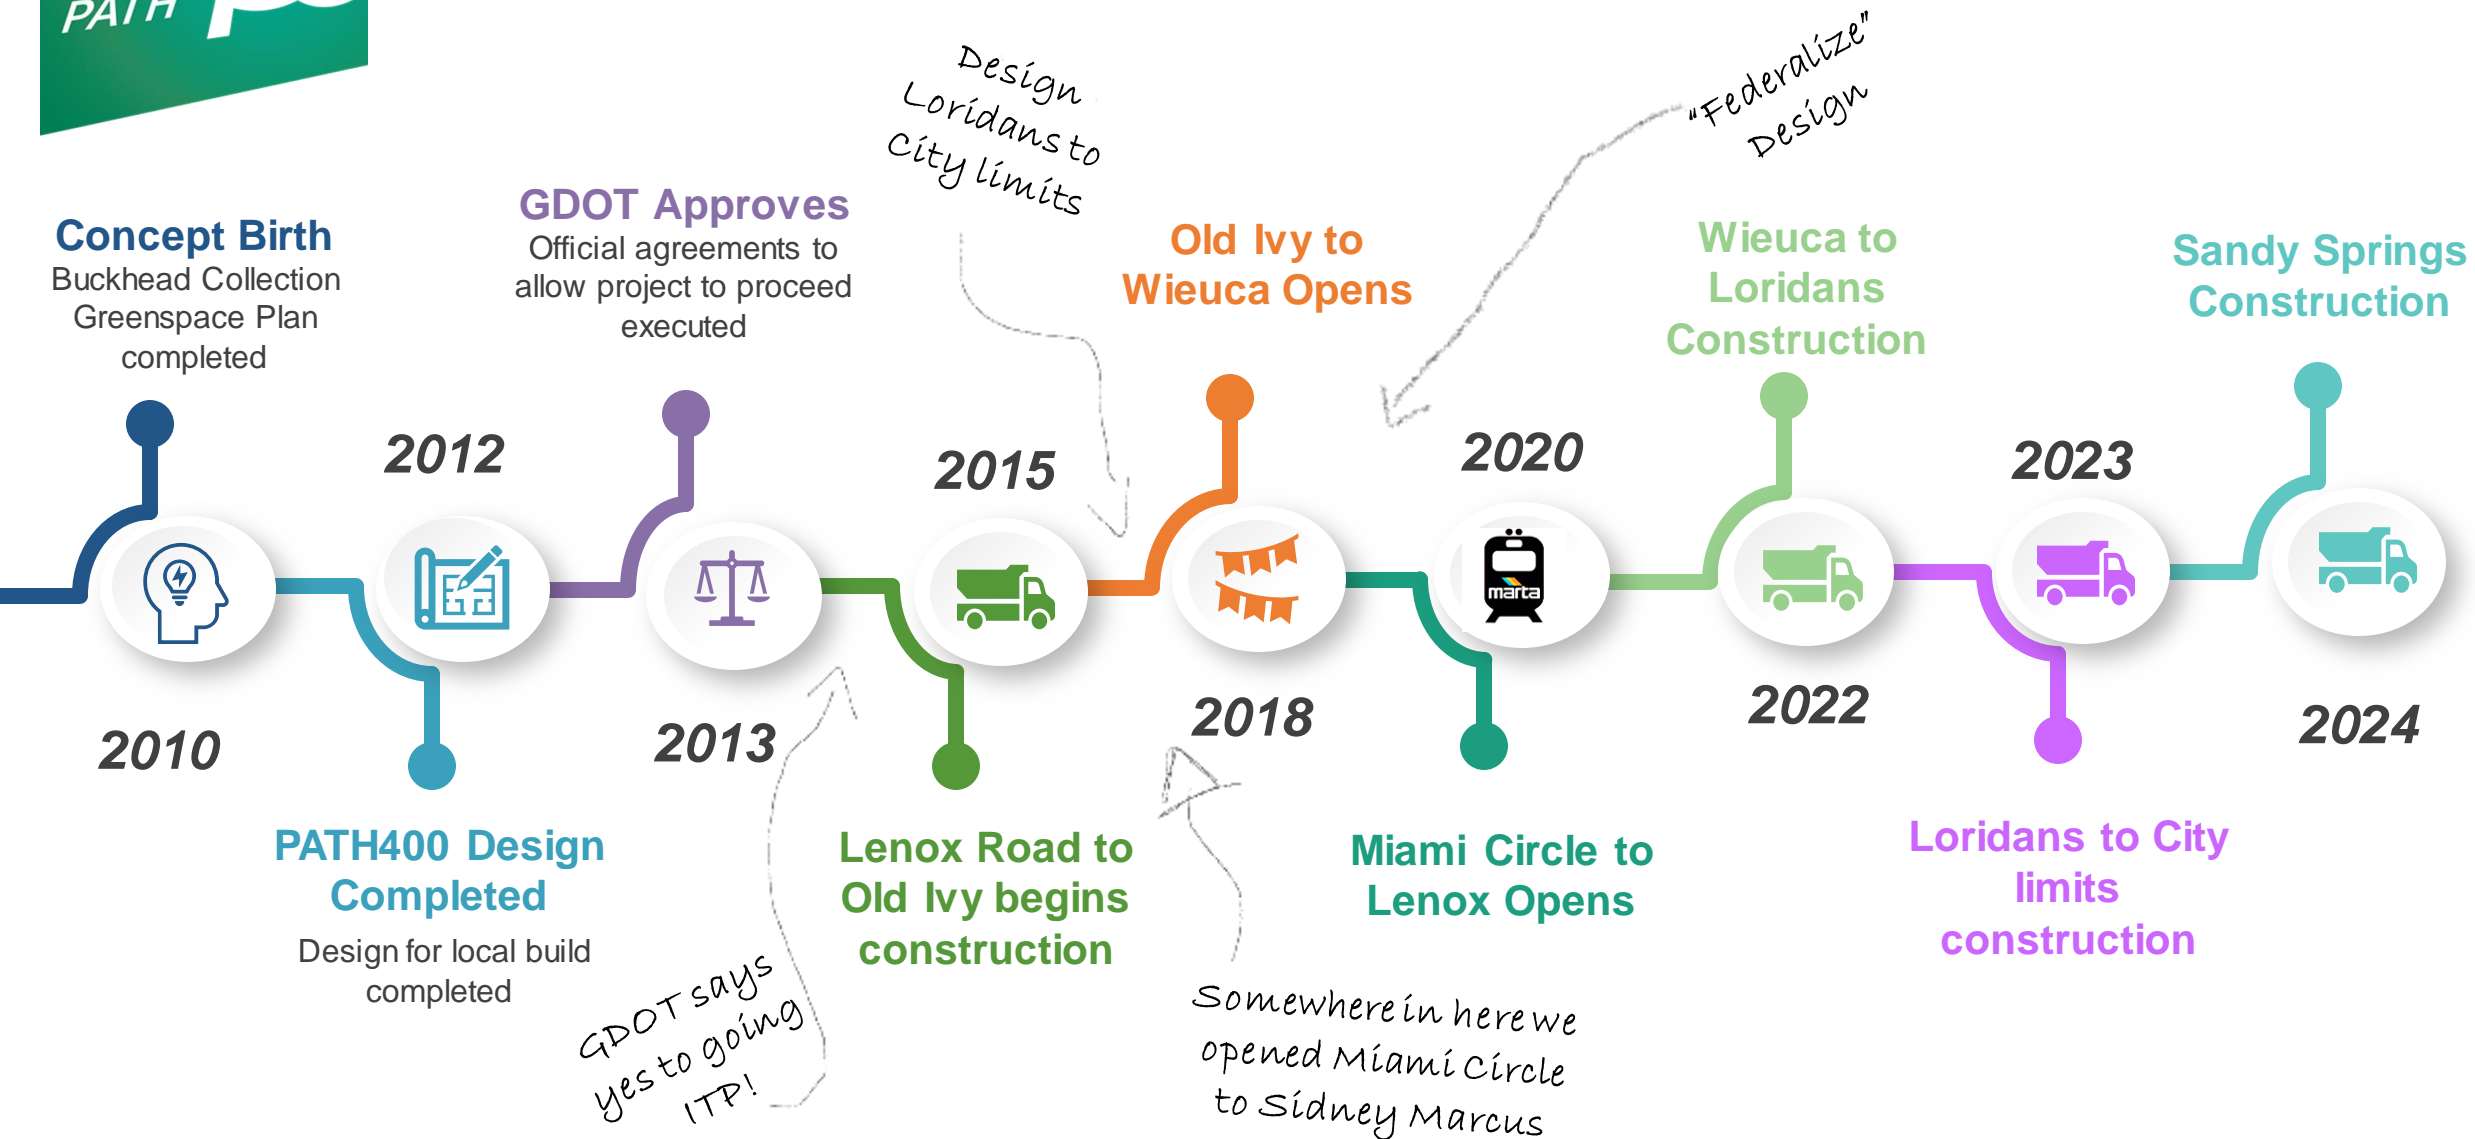 PATH
Design
Loridans to
City limits
"Federalize"
Design
Concept Birth
Buckhead Collection
Greenspace Plan
completed
GDOT Approves
Official agreements to
allow project to proceed
executed
Old Ivy to
Wieuca Opens
Wieuca to
Loridans
Construction
Sandy Springs
Construction
2012
2015
2020
2023
marta
2010
2013
2018
2022
2024
PATH400 Design
Completed
Design for local build
completed
Lenox Road to
Old Ivy begins
construction
Miami Circle to
Lenox Opens
Loridans to City
limits
construction
GDOT says
yes to going
ITP!
Somewhere in here we
opened Miami Circle
to Sidney Marcus